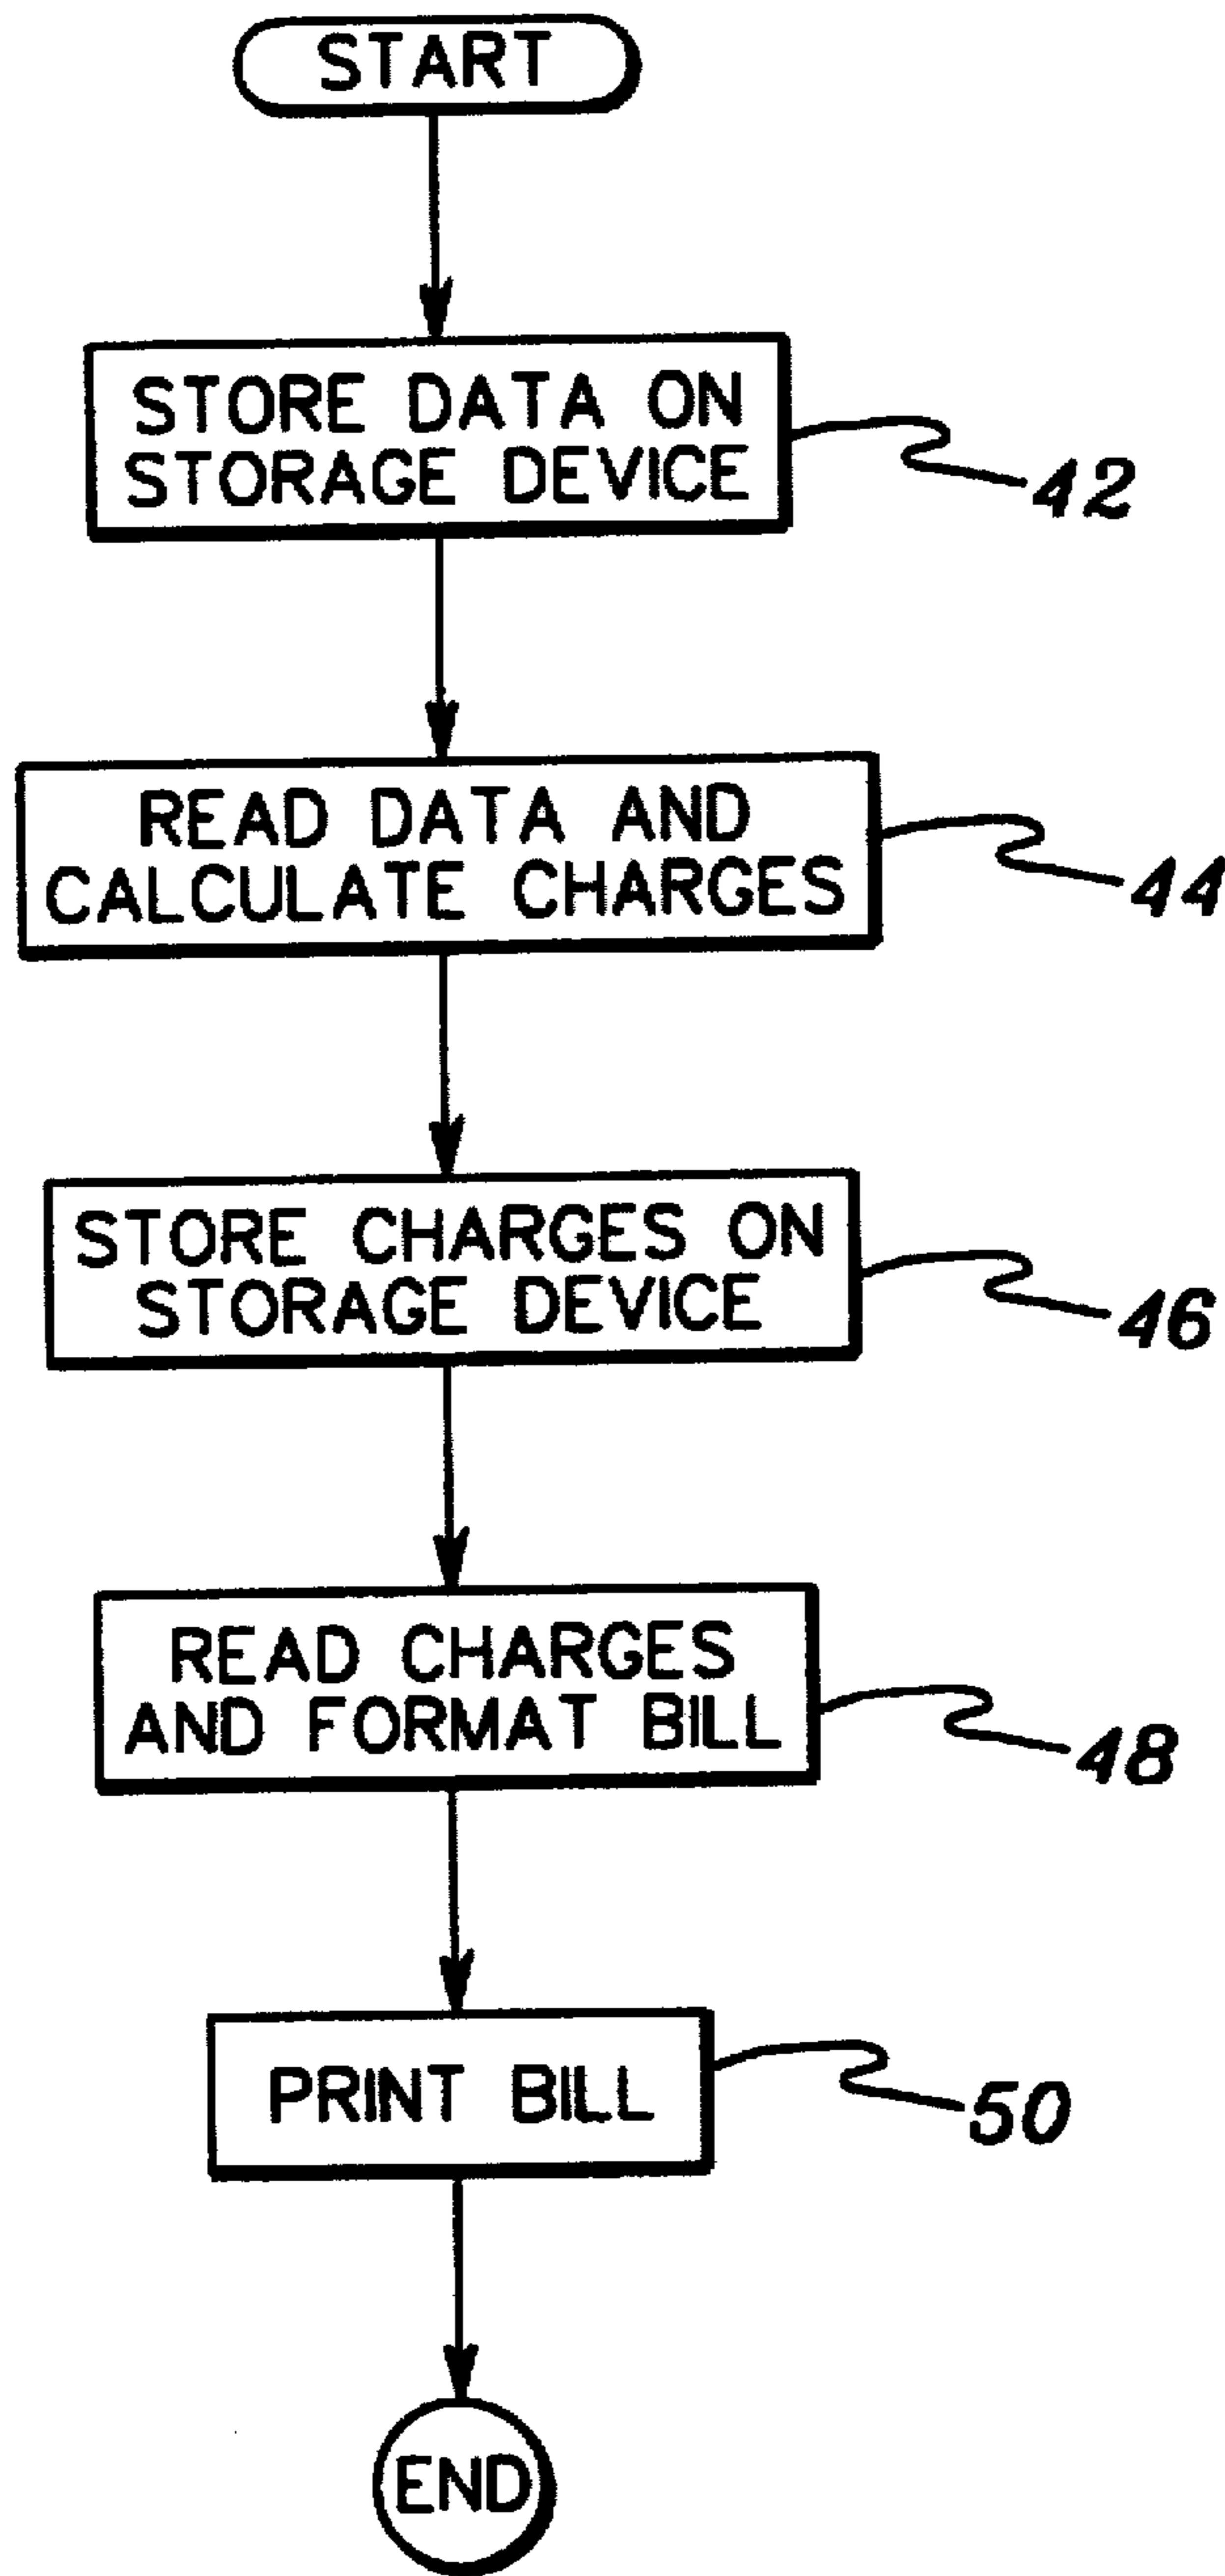 START
STORE DATA ON
STORAGE DEVICE
42
READ DATA AND
CALCULATE CHARGES
44
STORE CHARGES ON
STORAGE DEVICE
46
READ CHARGES
AND FORMAT BILL
48
PRINT BILL
50
END